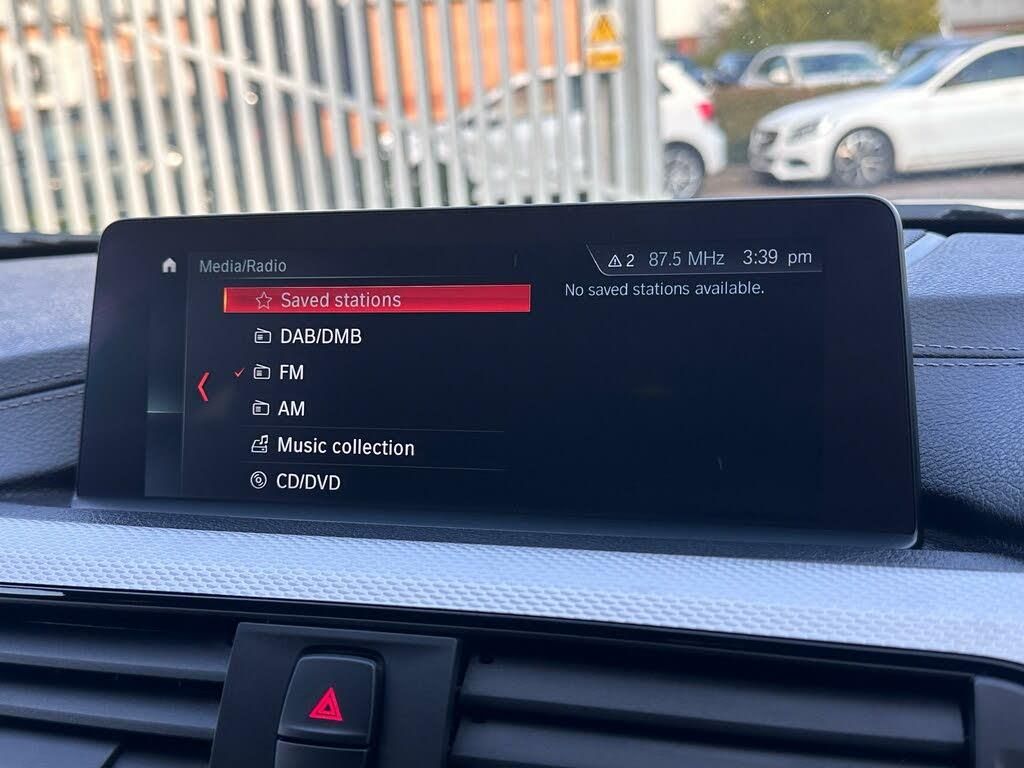 Media/Radio
2 87.5 MHz 3:39 pm
Saved stations
No saved stations available.
DAB/DMB
FM
AM
Music collection
CD/DVD